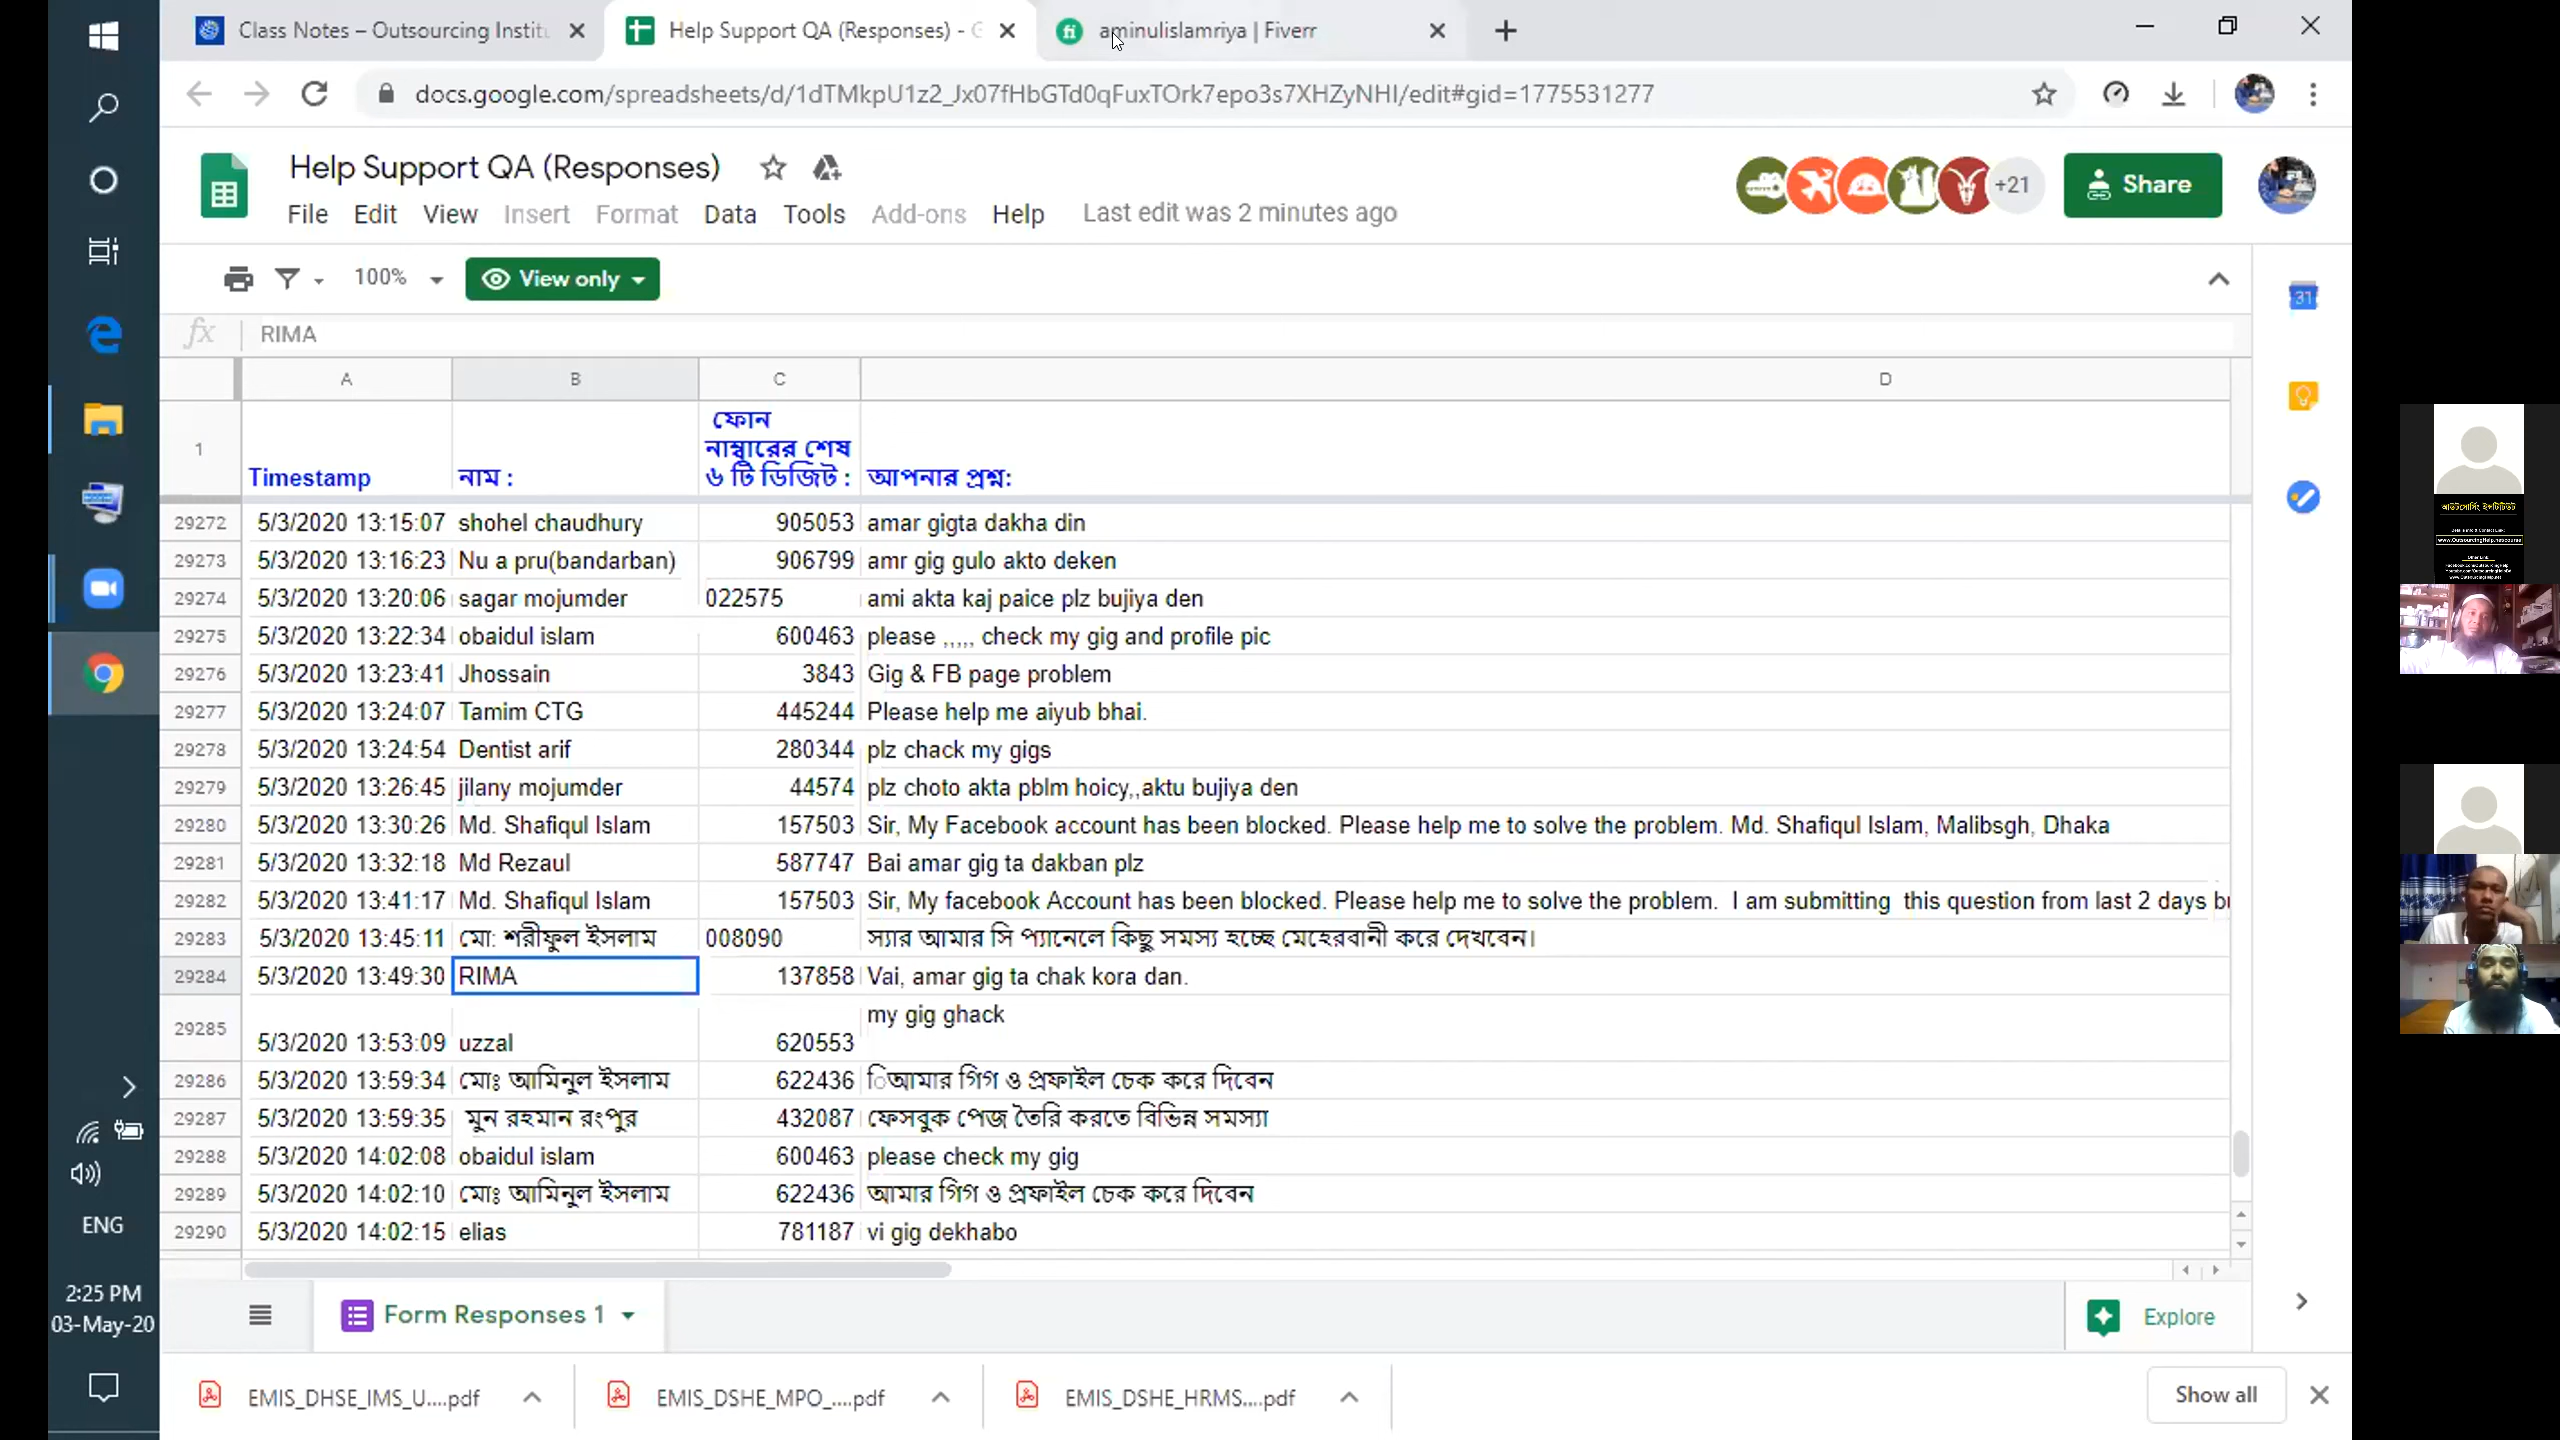 Class Notes – Outsourcing Institu
Help Support QA (Responses) - G
aminulislamriya | Fiverr
docs.google.com/spreadsheets/d/1dTMkpU1z2_Jx07fHbGTd0qFuxTOrk7epo3s7XHZyNHI/edit#gid=1775531277
Help Support QA (Responses)
File Edit View Insert Format Data Tools Add-ons Help Last edit was 2 minutes ago
+21
Share
100%
View only
31
fx RIMA
A B C D
1 Timestamp নাম : ফোন
নাম্বারের শেষ
৬ টি ডিজিট : আপনার প্রশ্ন:
29272 5/3/2020 13:15:07 shohel chaudhury 905053 amar gigta dakha din
29273 5/3/2020 13:16:23 Nu a pru(bandarban) 906799 amr gig gulo akto deken
29274 5/3/2020 13:20:06 sagar mojumder 022575 ami akta kaj paice plz bujiya den
29275 5/3/2020 13:22:34 obaidul islam 600463 please ,,,,, check my gig and profile pic
29276 5/3/2020 13:23:41 Jhossain 3843 Gig & FB page problem
29277 5/3/2020 13:24:07 Tamim CTG 445244 Please help me aiyub bhai.
29278 5/3/2020 13:24:54 Dentist arif 280344 plz chack my gigs
29279 5/3/2020 13:26:45 jilany mojumder 44574 plz choto akta pblm hoicy,,aktu bujiya den
29280 5/3/2020 13:30:26 Md. Shafiqul Islam 157503 Sir, My Facebook account has been blocked. Please help me to solve the problem. Md. Shafiqul Islam, Malibsgh, Dhaka
29281 5/3/2020 13:32:18 Md Rezaul 587747 Bai amar gig ta dakban plz
29282 5/3/2020 13:41:17 Md. Shafiqul Islam 157503 Sir, My facebook Account has been blocked. Please help me to solve the problem. I am submitting this question from last 2 days bu
29283 5/3/2020 13:45:11 মো: শরীফুল ইসলাম 008090 স্যার আমার সি প্যানেলে কিছু সমস্য হচ্ছে মেহেরবানী করে দেখবেন।
29284 5/3/2020 13:49:30 RIMA 137858 Vai, amar gig ta chak kora dan.
29285 5/3/2020 13:53:09 uzzal 620553 my gig ghack
29286 5/3/2020 13:59:34 মোঃ আমিনুল ইসলাম 622436 িআমার গিগ ও প্রফাইল চেক করে দিবেন
29287 5/3/2020 13:59:35 মুন রহমান রংপুর 432087 ফেসবুক পেজ তৈরি করতে বিভিন্ন সমস্যা
29288 5/3/2020 14:02:08 obaidul islam 600463 please check my gig
29289 5/3/2020 14:02:10 মোঃ আমিনুল ইসলাম 622436 আমার গিগ ও প্রফাইল চেক করে দিবেন
29290 5/3/2020 14:02:15 elias 781187 vi gig dekhabo
Form Responses 1
Explore
EMIS_DHSE_IMS_U....pdf
EMIS_DSHE_MPO_....pdf
EMIS_DSHE_HRMS....pdf
Show all
ENG
2:25 PM
03-May-20
আউটসোর্সিং ইন্সটিটিউট